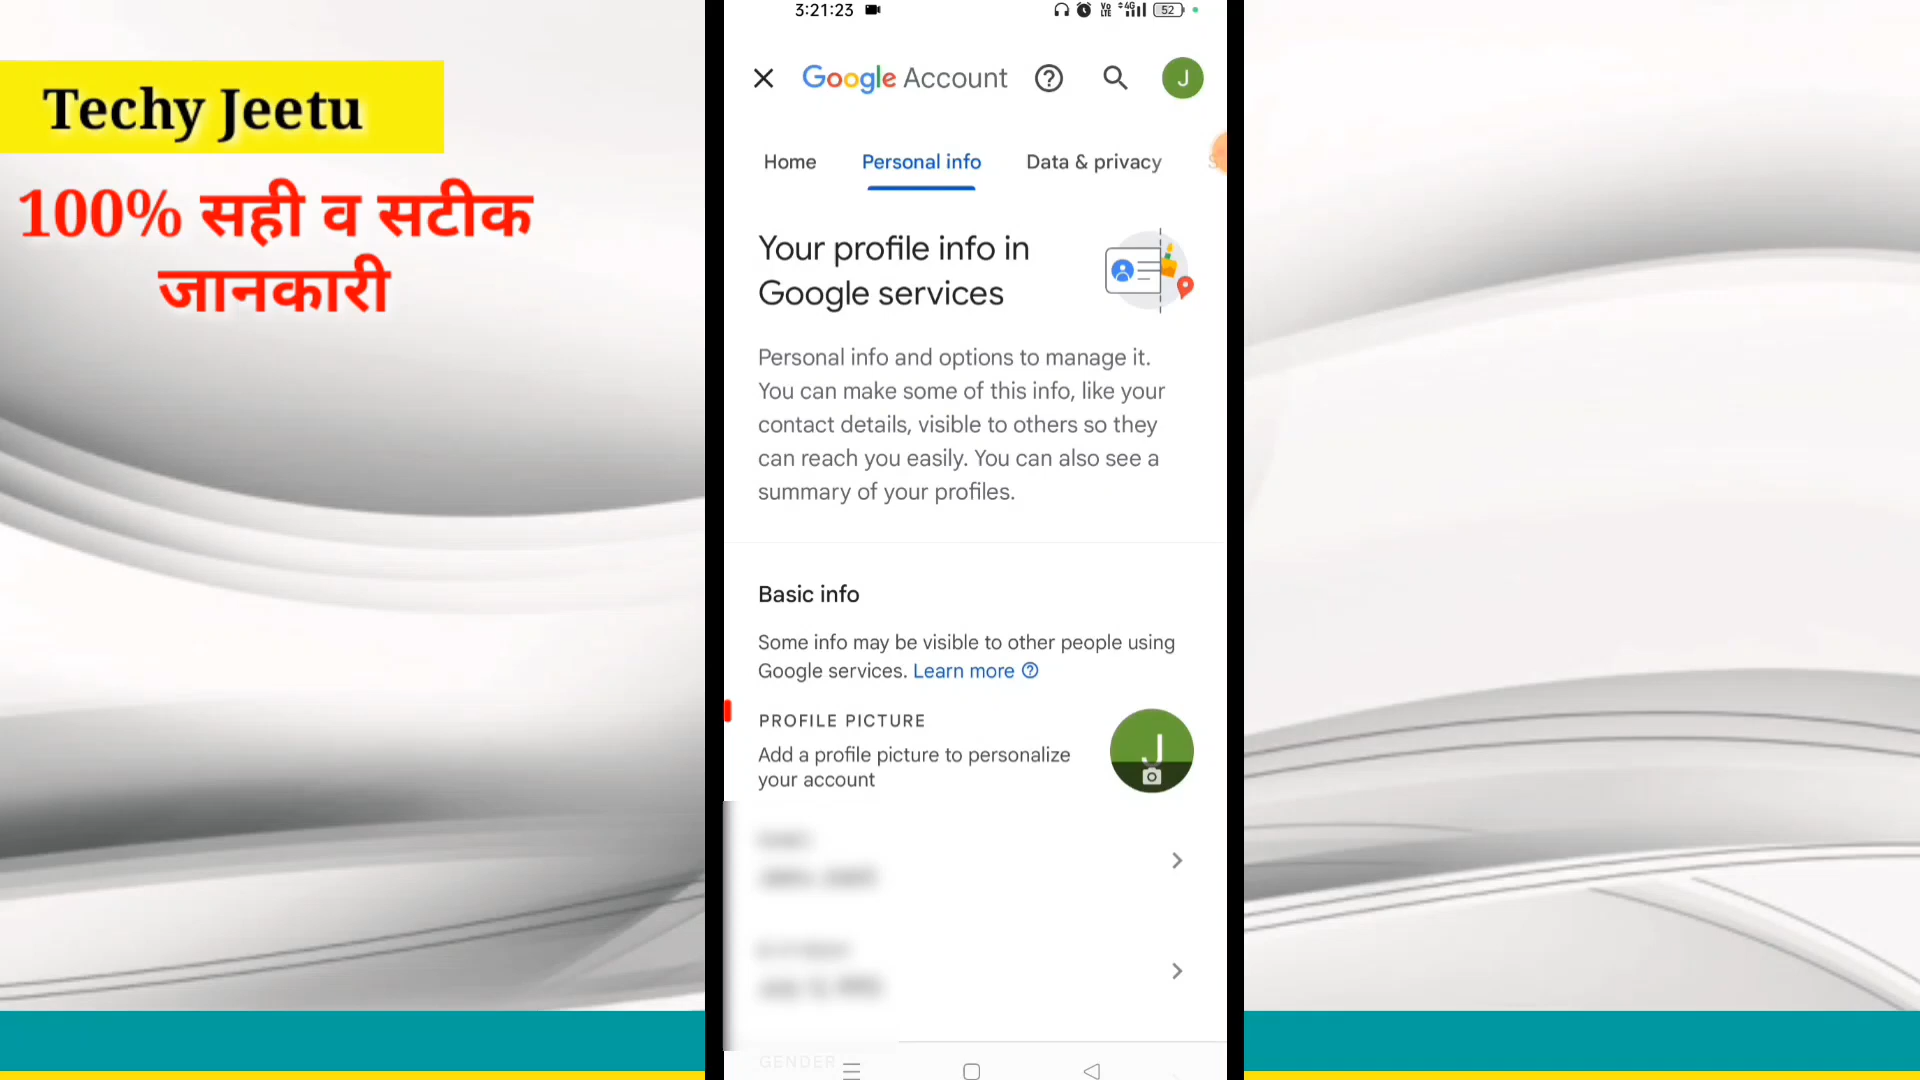 Techy Jeetu
100% सही व सटीक
जानकारी
3:21:23
Vo LTE 4G 52
Google Account
J
Home Personal info Data & privacy
Your profile info in
Google services
Personal info and options to manage it.
You can make some of this info, like your
contact details, visible to others so they
can reach you easily. You can also see a
summary of your profiles.
Basic info
Some info may be visible to other people using
Google services. Learn more
PROFILE PICTURE
Add a profile picture to personalize
your account
J
GENDER